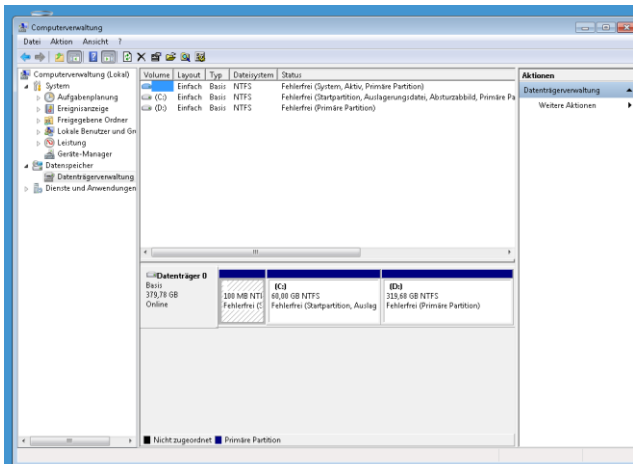 Computerverwaltung
Datei Aktion Ansicht ?
Computerverwaltung (Lokal)
System
Aufgabenplanung
Ereignisanzeige
Freigegebene Ordner
Lokale Benutzer und Gr
Leistung
Geräte-Manager
Datenspeicher
Datenträgerverwaltung
Dienste und Anwendungen
Volume Layout Typ Dateisystem Status
Einfach Basis NTFS Fehlerfrei (System, Aktiv, Primäre Partition)
(C:) Einfach Basis NTFS Fehlerfrei (Startpartition, Auslagerungsdatei, Absturzabbild, Primäre Pa
(D:) Einfach Basis NTFS Fehlerfrei (Primäre Partition)
Datenträger 0
Basis
379,78 GB
Online
100 MB NTI
Fehlerfrei (S
(C:)
60,00 GB NTFS
Fehlerfrei (Startpartition, Auslag
(D:)
319,68 GB NTFS
Fehlerfrei (Primäre Partition)
Nicht zugeordnet Primäre Partition
Aktionen
Datenträgerverwaltung
Weitere Aktionen